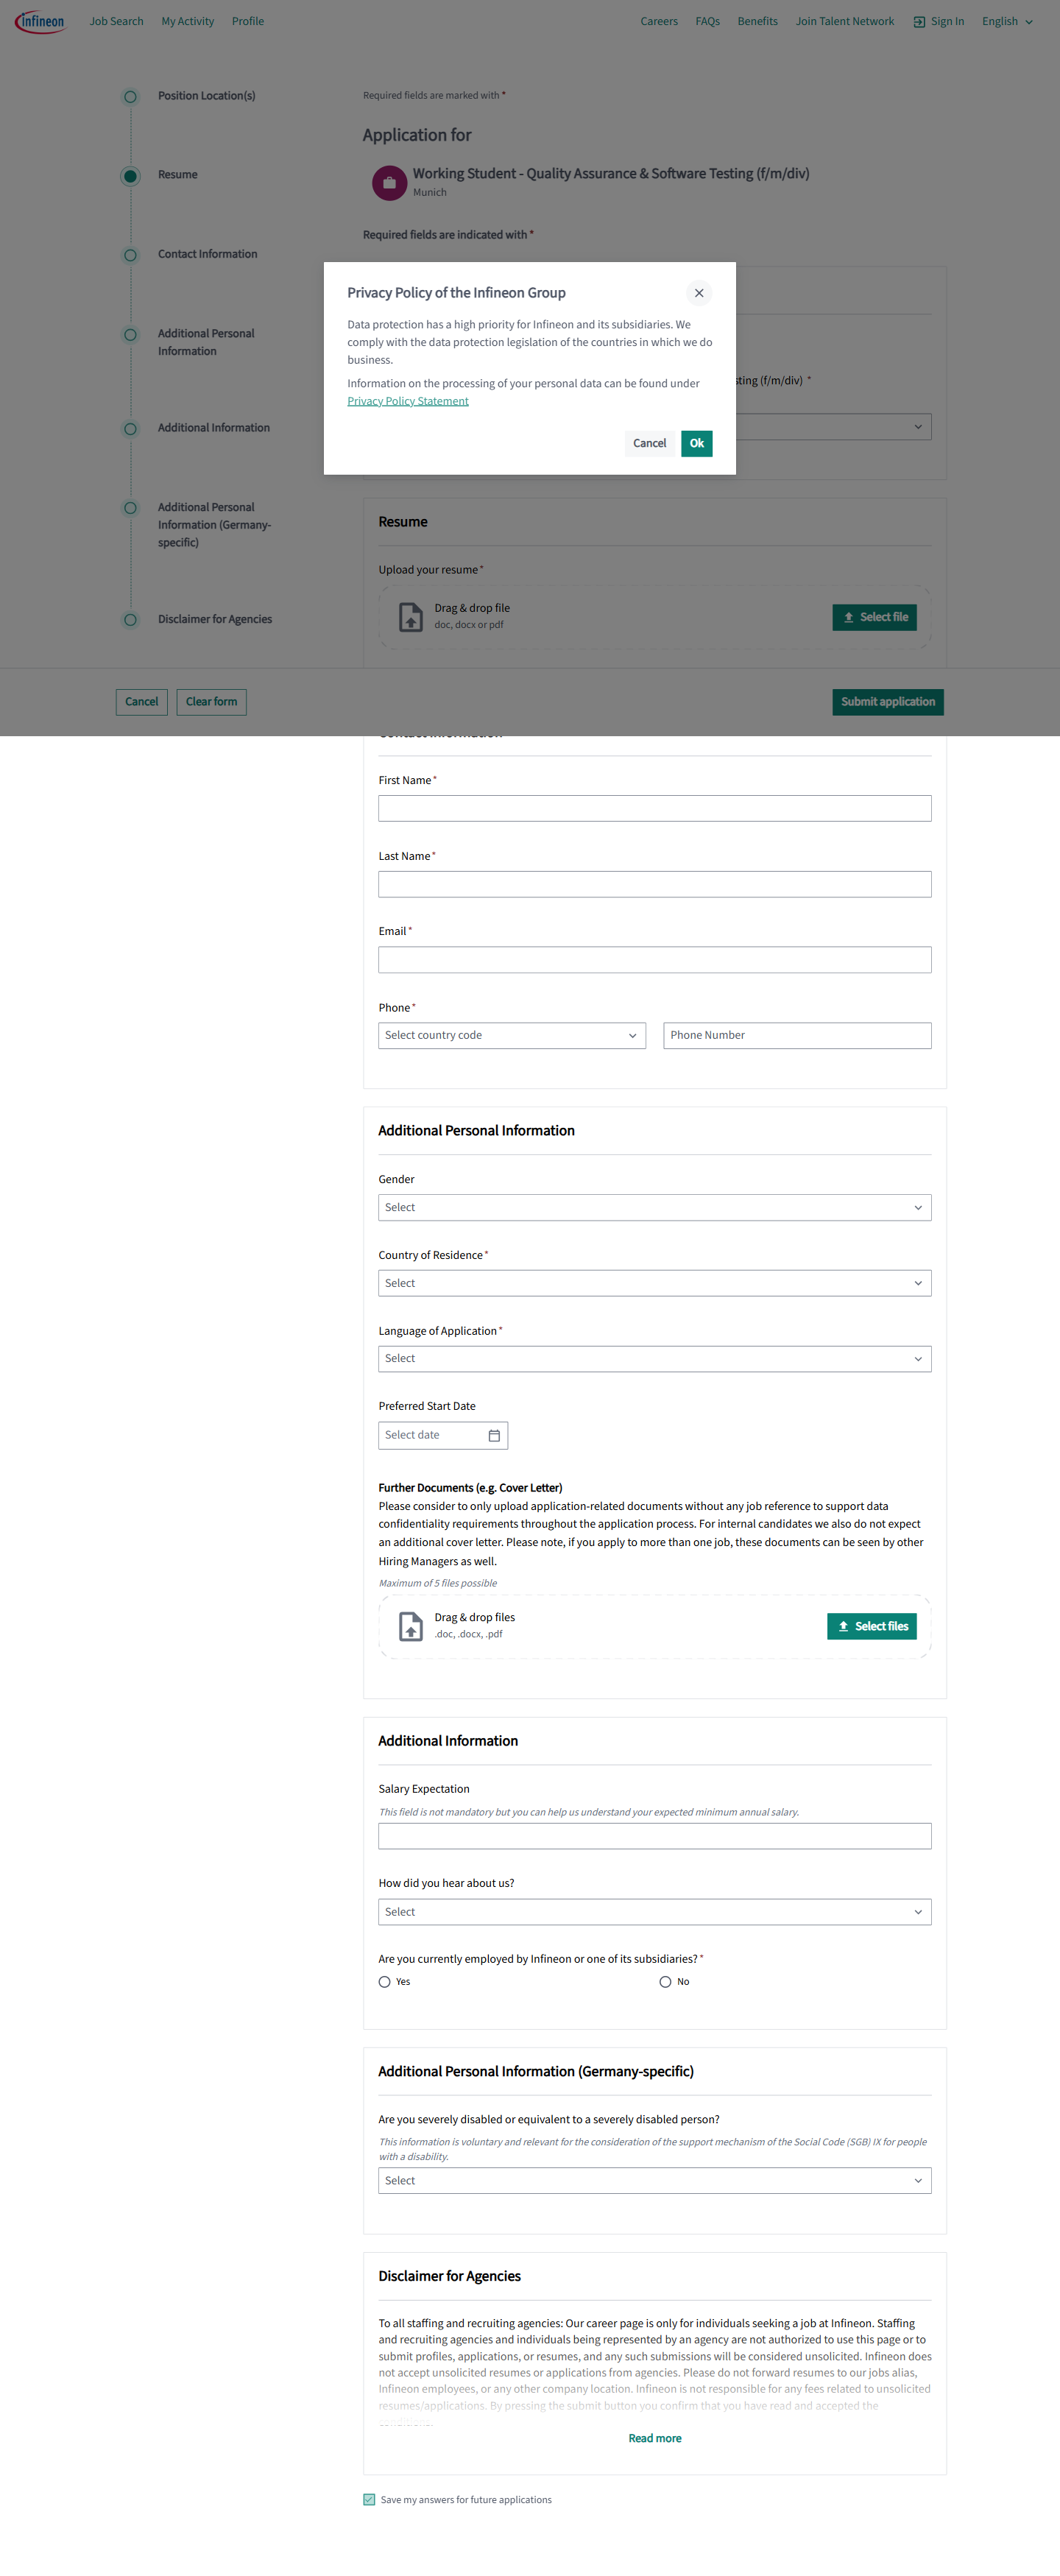 infineon
Job Search My Activity Profile Careers FAQs Benefits Join Talent Network Sign In English
Position Location(s)
Resume
Contact Information
Additional Personal
Information
Additional Information
Additional Personal
Information (Germany-
specific)
Disclaimer for Agencies
Required fields are marked with *
Application for
Working Student - Quality Assurance & Software Testing (f/m/div)
Munich
Required fields are indicated with *
Privacy Policy of the Infineon Group
Data protection has a high priority for Infineon and its subsidiaries. We
comply with the data protection legislation of the countries in which we do
business.
Information on the processing of your personal data can be found under
Privacy Policy Statement
Cancel Ok
sting (f/m/div) *
Resume
Upload your resume *
Drag & drop file
doc, docx or pdf
Select file
Cancel Clear form Submit application
First Name *
Last Name *
Email *
Phone *
Select country code Phone Number
Additional Personal Information
Gender
Select
Country of Residence *
Select
Language of Application *
Select
Preferred Start Date
Select date
Further Documents (e.g. Cover Letter)
Please consider to only upload application-related documents without any job reference to support data
confidentiality requirements throughout the application process. For internal candidates we also do not expect
an additional cover letter. Please note, if you apply to more than one job, these documents can be seen by other
Hiring Managers as well.
Maximum of 5 files possible
Drag & drop files
.doc, .docx, .pdf
Select files
Additional Information
Salary Expectation
This field is not mandatory but you can help us understand your expected minimum annual salary.
How did you hear about us?
Select
Are you currently employed by Infineon or one of its subsidiaries? *
Yes No
Additional Personal Information (Germany-specific)
Are you severely disabled or equivalent to a severely disabled person?
This information is voluntary and relevant for the consideration of the support mechanism of the Social Code (SGB) IX for people
with a disability.
Select
Disclaimer for Agencies
To all staffing and recruiting agencies: Our career page is only for individuals seeking a job at Infineon. Staffing
and recruiting agencies and individuals being represented by an agency are not authorized to use this page or to
submit profiles, applications, or resumes, and any such submissions will be considered unsolicited. Infineon does
not accept unsolicited resumes or applications from agencies. Please do not forward resumes to our jobs alias,
Infineon employees, or any other company location. Infineon is not responsible for any fees related to unsolicited
resumes/applications. By pressing the submit button you confirm that you have read and accepted the
Read more
Save my answers for future applications